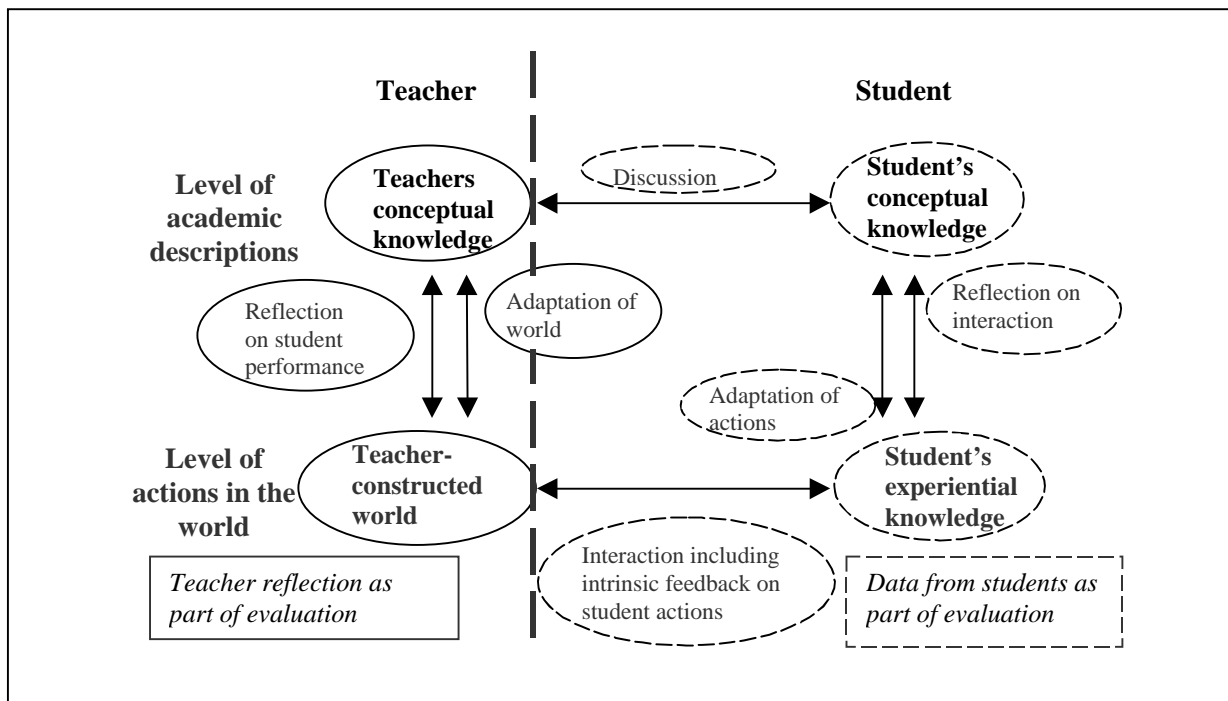 Teacher
Student
Level of
academic
descriptions
Teachers
conceptual
knowledge
Discussion
Student’s
conceptual
knowledge
Reflection
on student
performance
Adaptation of
world
Reflection on
interaction
Adaptation of
actions
Level of
actions in the
world
Teacher-
constructed
world
Student’s
experiential
knowledge
Interaction including
intrinsic feedback on
student actions
Teacher reflection as
part of evaluation
Data from students as
part of evaluation